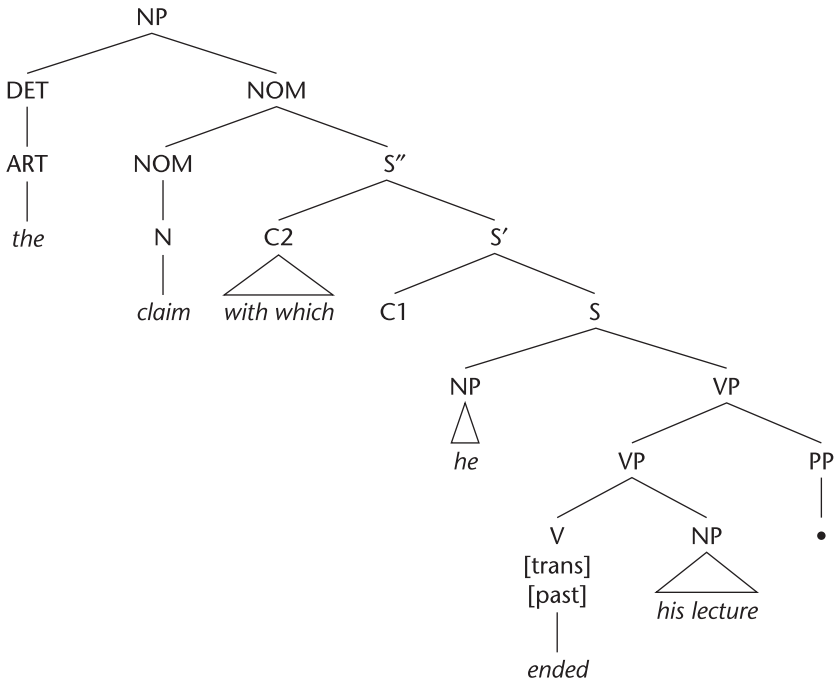 NP
DET NOM
ART NOM S″
the N C2 S′
claim with which C1 S
NP VP
he VP PP
V NP •
[trans]
[past] his lecture
ended